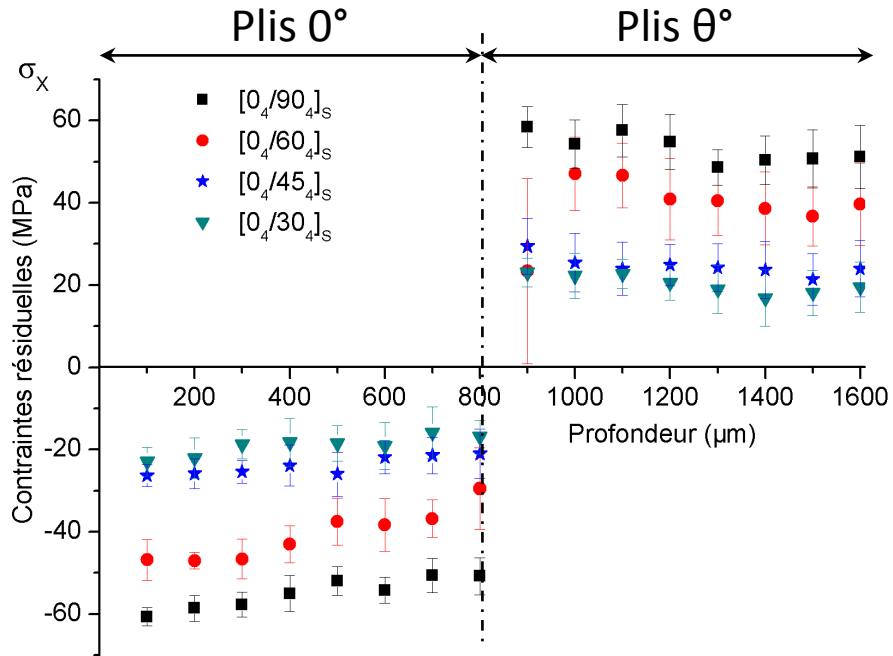 Plis 0° Plis θ°
σX
[04/904]S
[04/604]S
[04/454]S
[04/304]S
60
40
20
0
-20
-40
-60
200 400 600 800 1000 1200 1400 1600
Profondeur (µm)
Contraintes résiduelles (MPa)